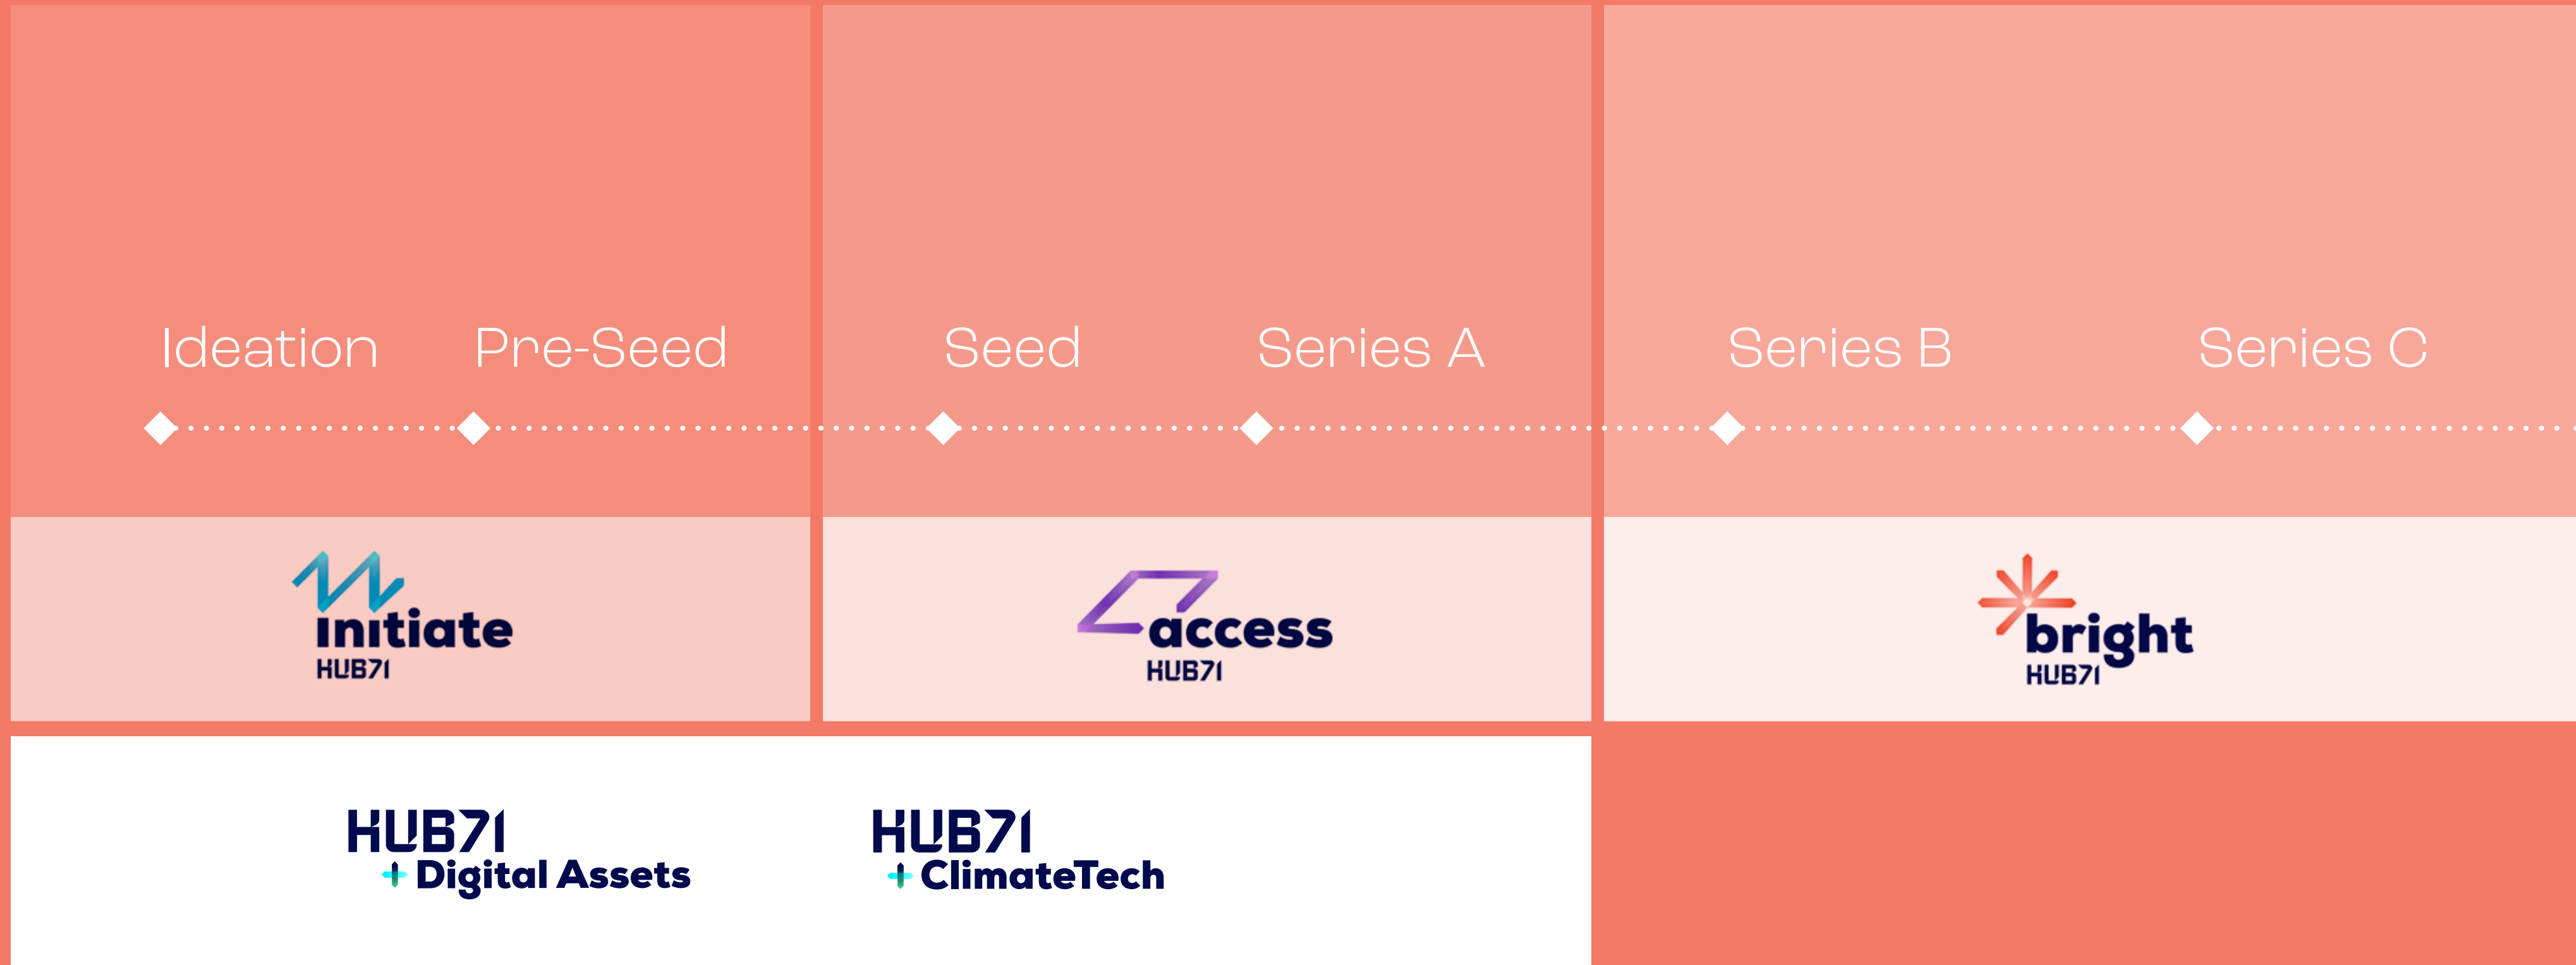 Ideation
Pre-Seed
Seed
Series A
Series B
Series C
initiate
HUB71
access
HUB71
bright
HUB71
HUB71
+ Digital Assets
HUB71
+ ClimateTech